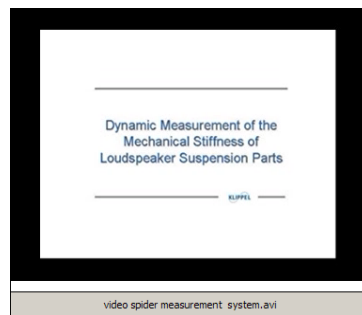 Dynamic Measurement of the
Mechanical Stiffness of
Loudspeaker Suspension Parts
KLIPPEL
video spider measurement system.avi